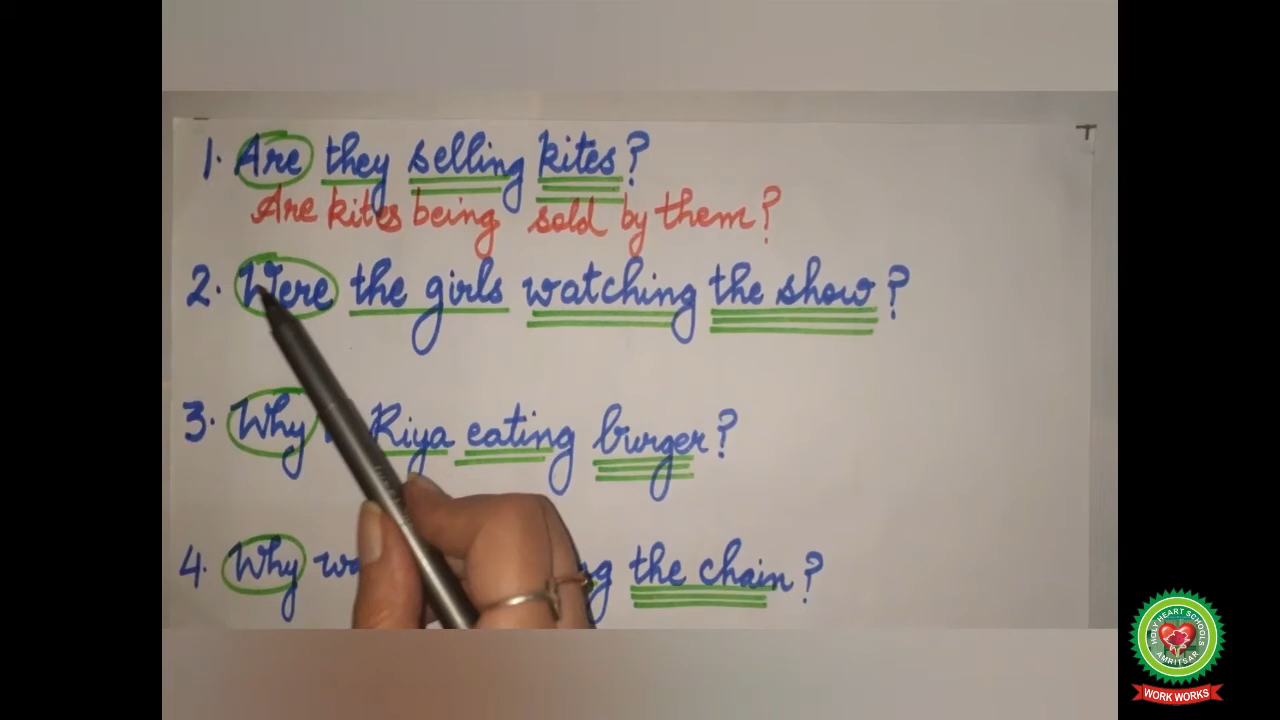 1. Are they selling kites?
Are kites being sold by them?
2. Were the girls watching the show?
3. Why Riya eating burger?
4. Why the chain?
HOLY HEART SCHOOLS
AMRITSAR
WORK WORKS